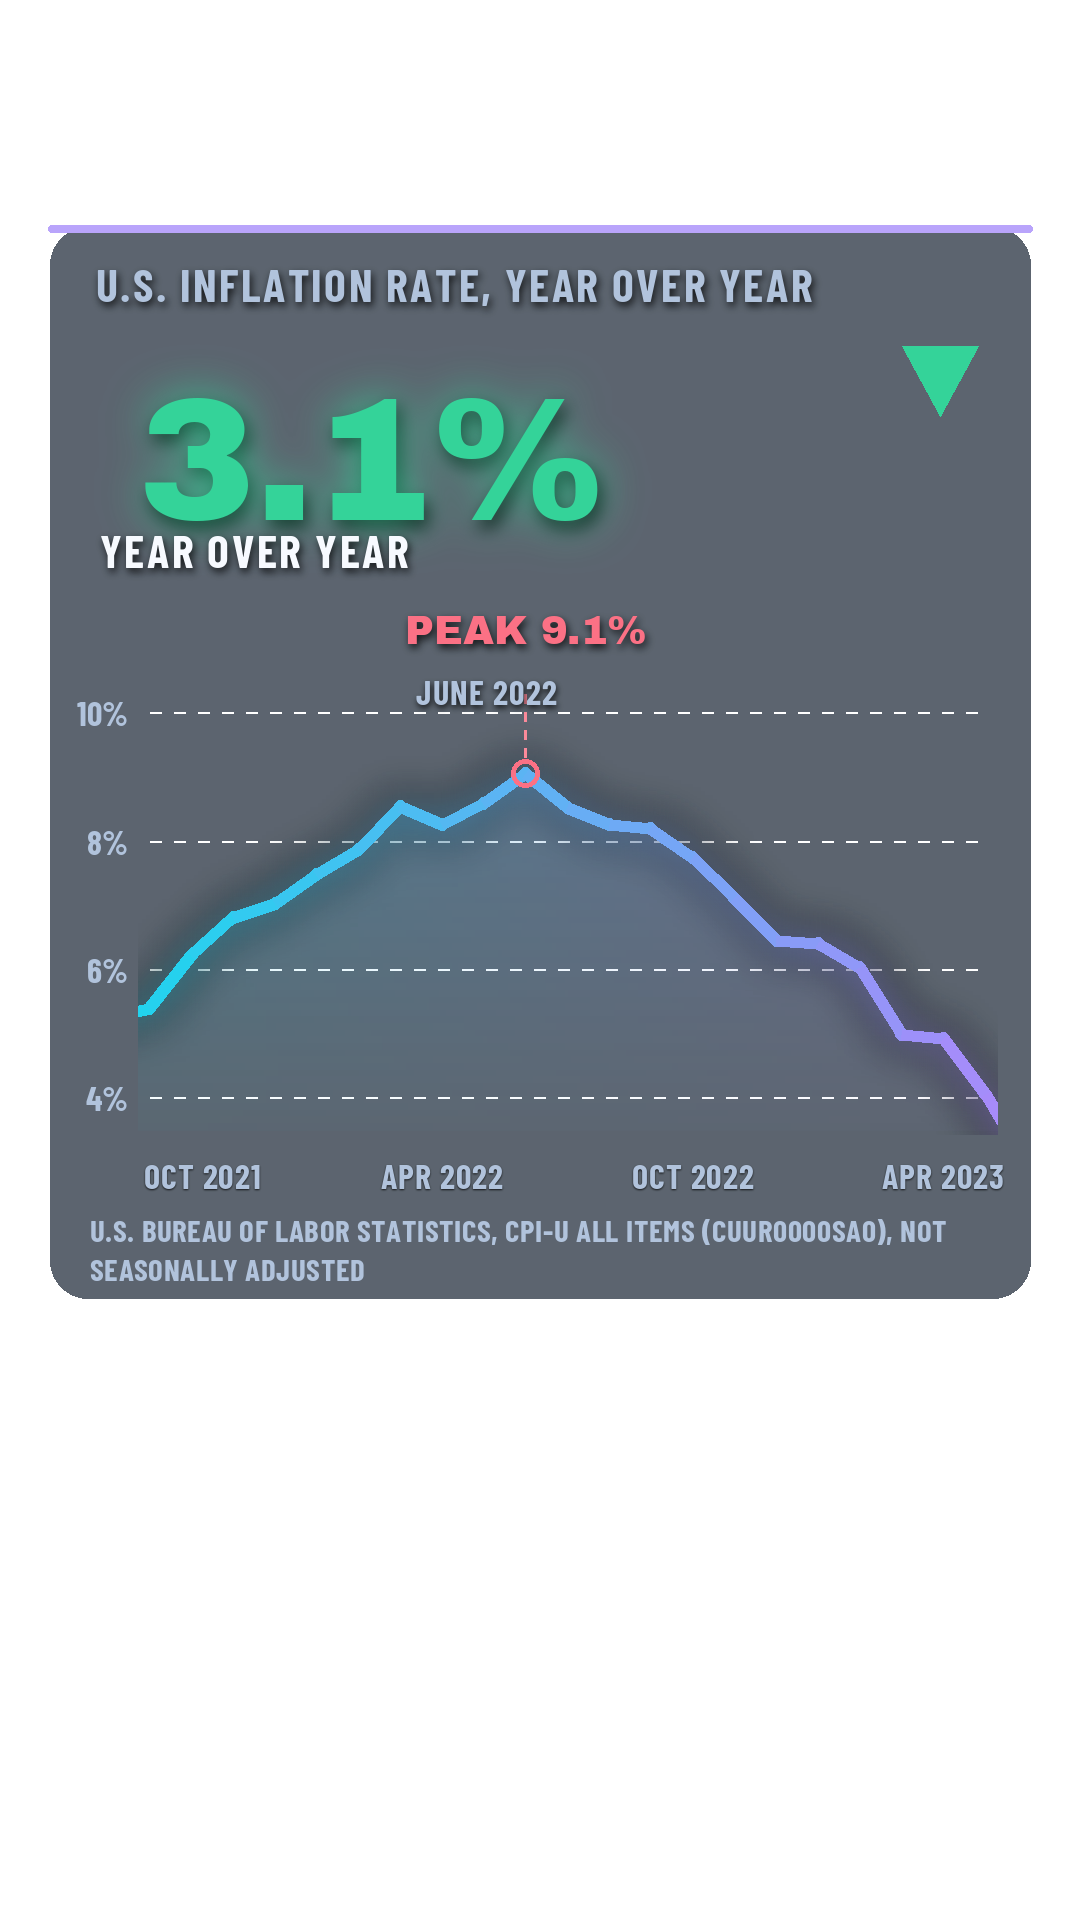 U.S. INFLATION RATE, YEAR OVER YEAR
3.1%
YEAR OVER YEAR
PEAK 9.1%
JUNE 2022
10%
8%
6%
4%
OCT 2021 APR 2022 OCT 2022 APR 2023
U.S. BUREAU OF LABOR STATISTICS, CPI-U ALL ITEMS (CUUR0000SA0), NOT
SEASONALLY ADJUSTED